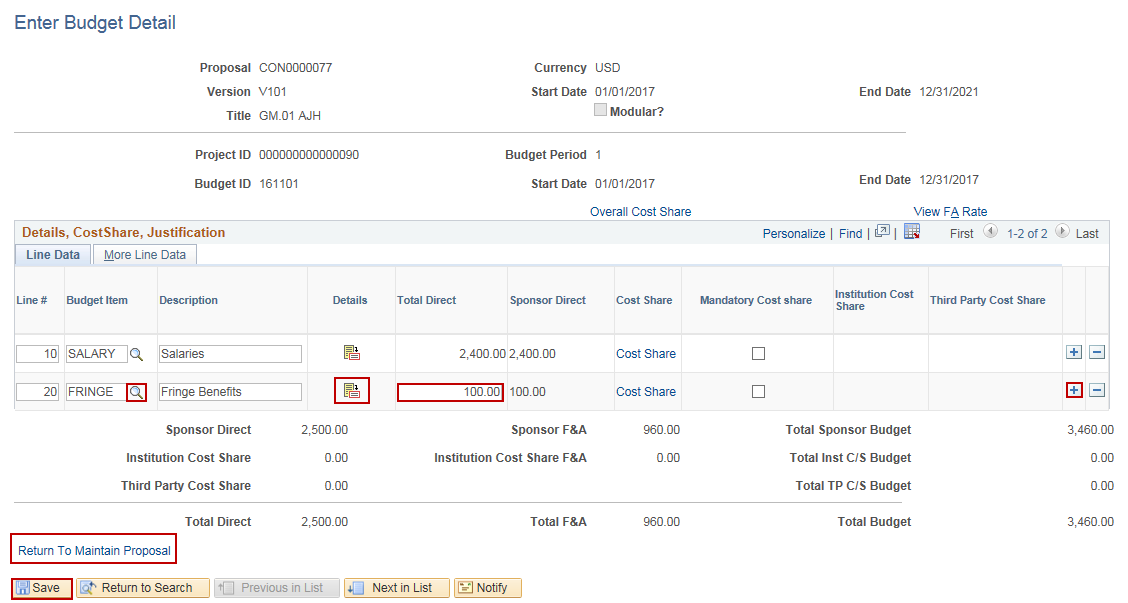 Enter Budget Detail
Proposal CON0000077 Currency USD
Version V101 Start Date 01/01/2017 End Date 12/31/2021
Title GM.01 AJH Modular?
Project ID 000000000000090 Budget Period 1
Budget ID 161101 Start Date 01/01/2017 End Date 12/31/2017
Overall Cost Share View FA Rate
Details, CostShare, Justification Personalize | Find | | First 1-2 of 2 Last
Line Data More Line Data
Line # Budget Item Description Details Total Direct Sponsor Direct Cost Share Mandatory Cost share Institution Cost Share Third Party Cost Share
10 SALARY Salaries 2,400.00 2,400.00 Cost Share
20 FRINGE Fringe Benefits 100.00 100.00 Cost Share
Sponsor Direct 2,500.00 Sponsor F&A 960.00 Total Sponsor Budget 3,460.00
Institution Cost Share 0.00 Institution Cost Share F&A 0.00 Total Inst C/S Budget 0.00
Third Party Cost Share 0.00 Total TP C/S Budget 0.00
Total Direct 2,500.00 Total F&A 960.00 Total Budget 3,460.00
Return To Maintain Proposal
Save Return to Search Previous in List Next in List Notify